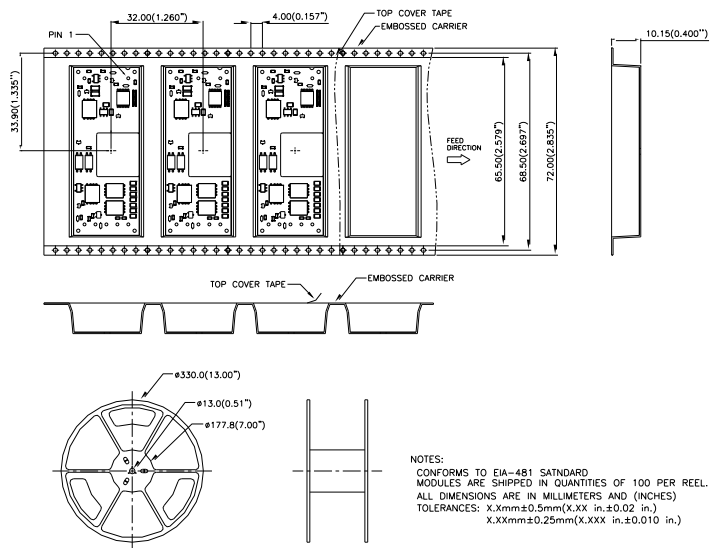 32.00(1.260")
4.00(0.157")
TOP COVER TAPE
EMBOSSED CARRIER
10.15(0.400")
PIN 1
33.90(1.335")
FEED
DIRECTION
65.50(2.579")
68.50(2.697")
72.00(2.835")
TOP COVER TAPE
EMBOSSED CARRIER
ø330.0(13.00")
ø13.0(0.51")
ø177.8(7.00")
NOTES:
CONFORMS TO EIA-481 SATNDARD
MODULES ARE SHIPPED IN QUANTITIES OF 100 PER REEL.
ALL DIMENSIONS ARE IN MILLIMETERS AND (INCHES)
TOLERANCES: X.Xmm±0.5mm(X.XX in.±0.02 in.)
X.XXmm±0.25mm(X.XXX in.±0.010 in.)